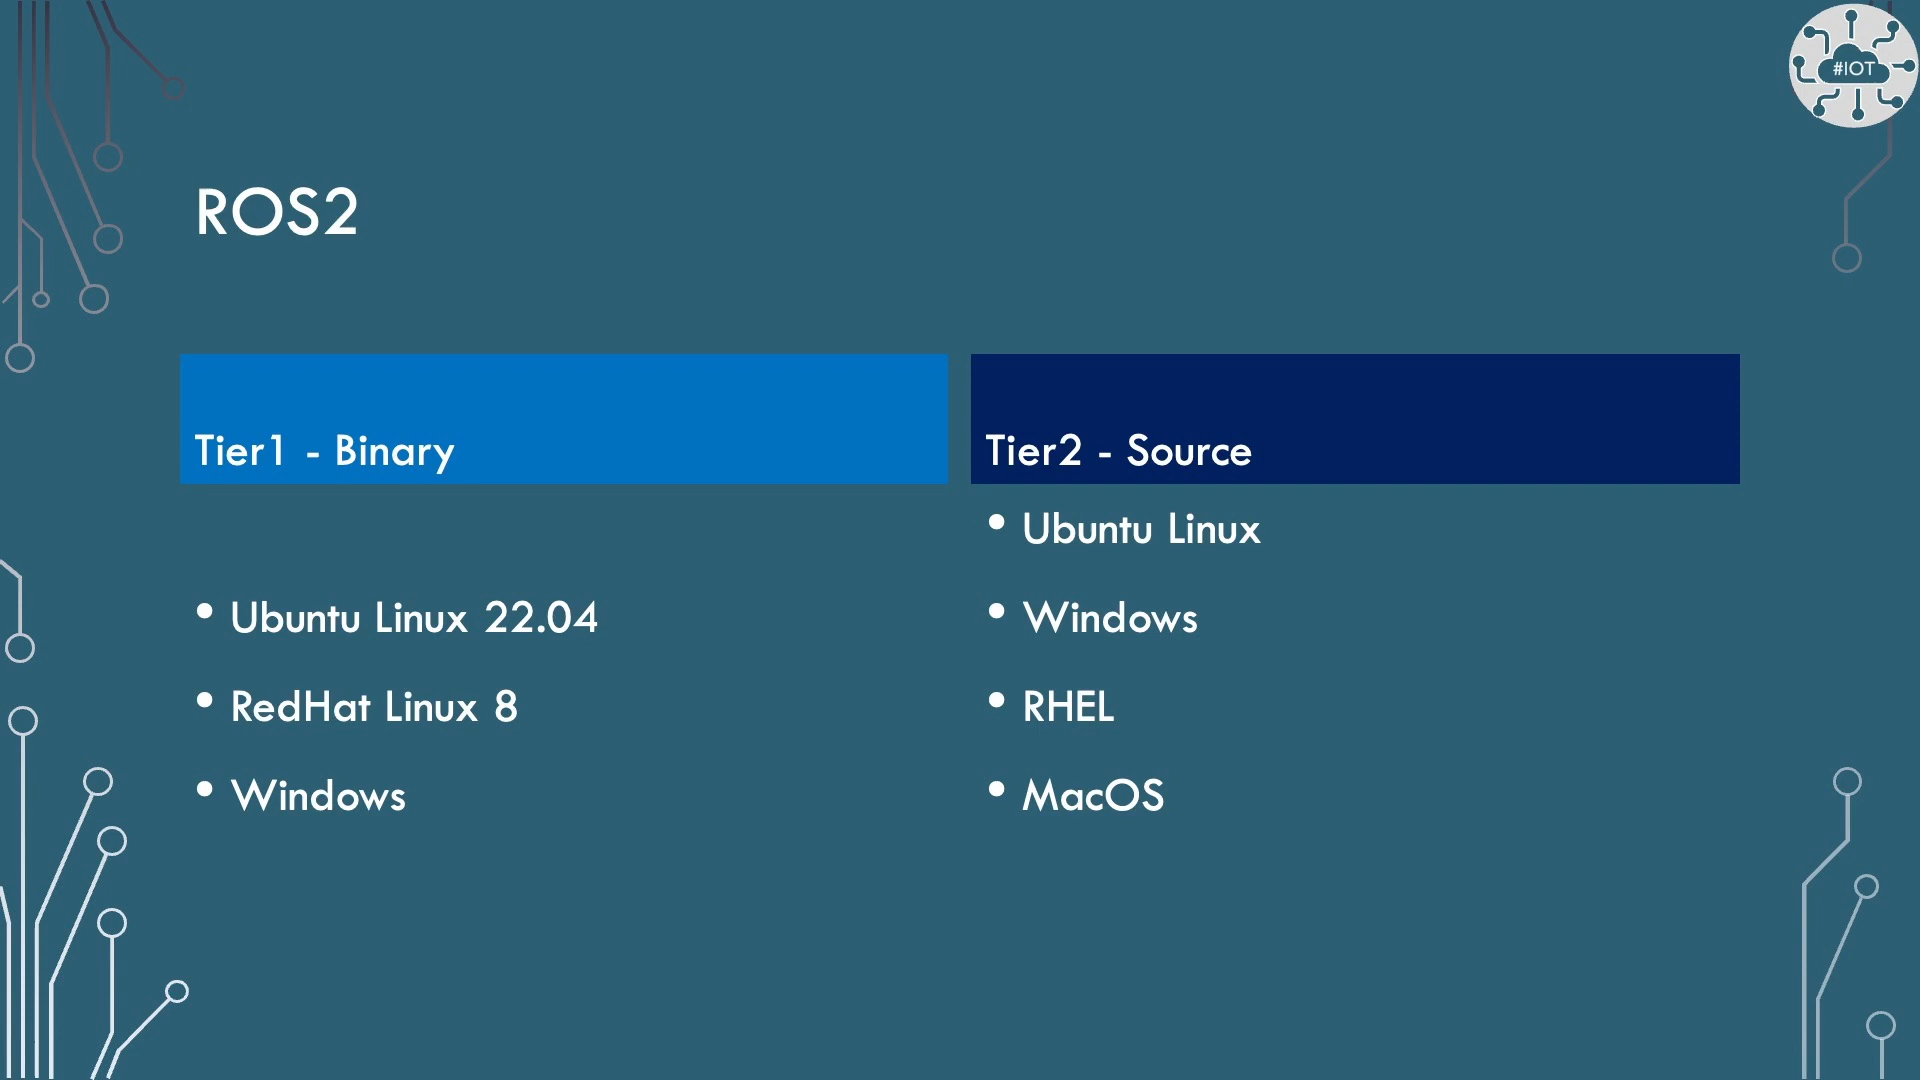 #IOT
ROS2
Tier1 - Binary
• Ubuntu Linux 22.04
• RedHat Linux 8
• Windows
Tier2 - Source
• Ubuntu Linux
• Windows
• RHEL
• MacOS